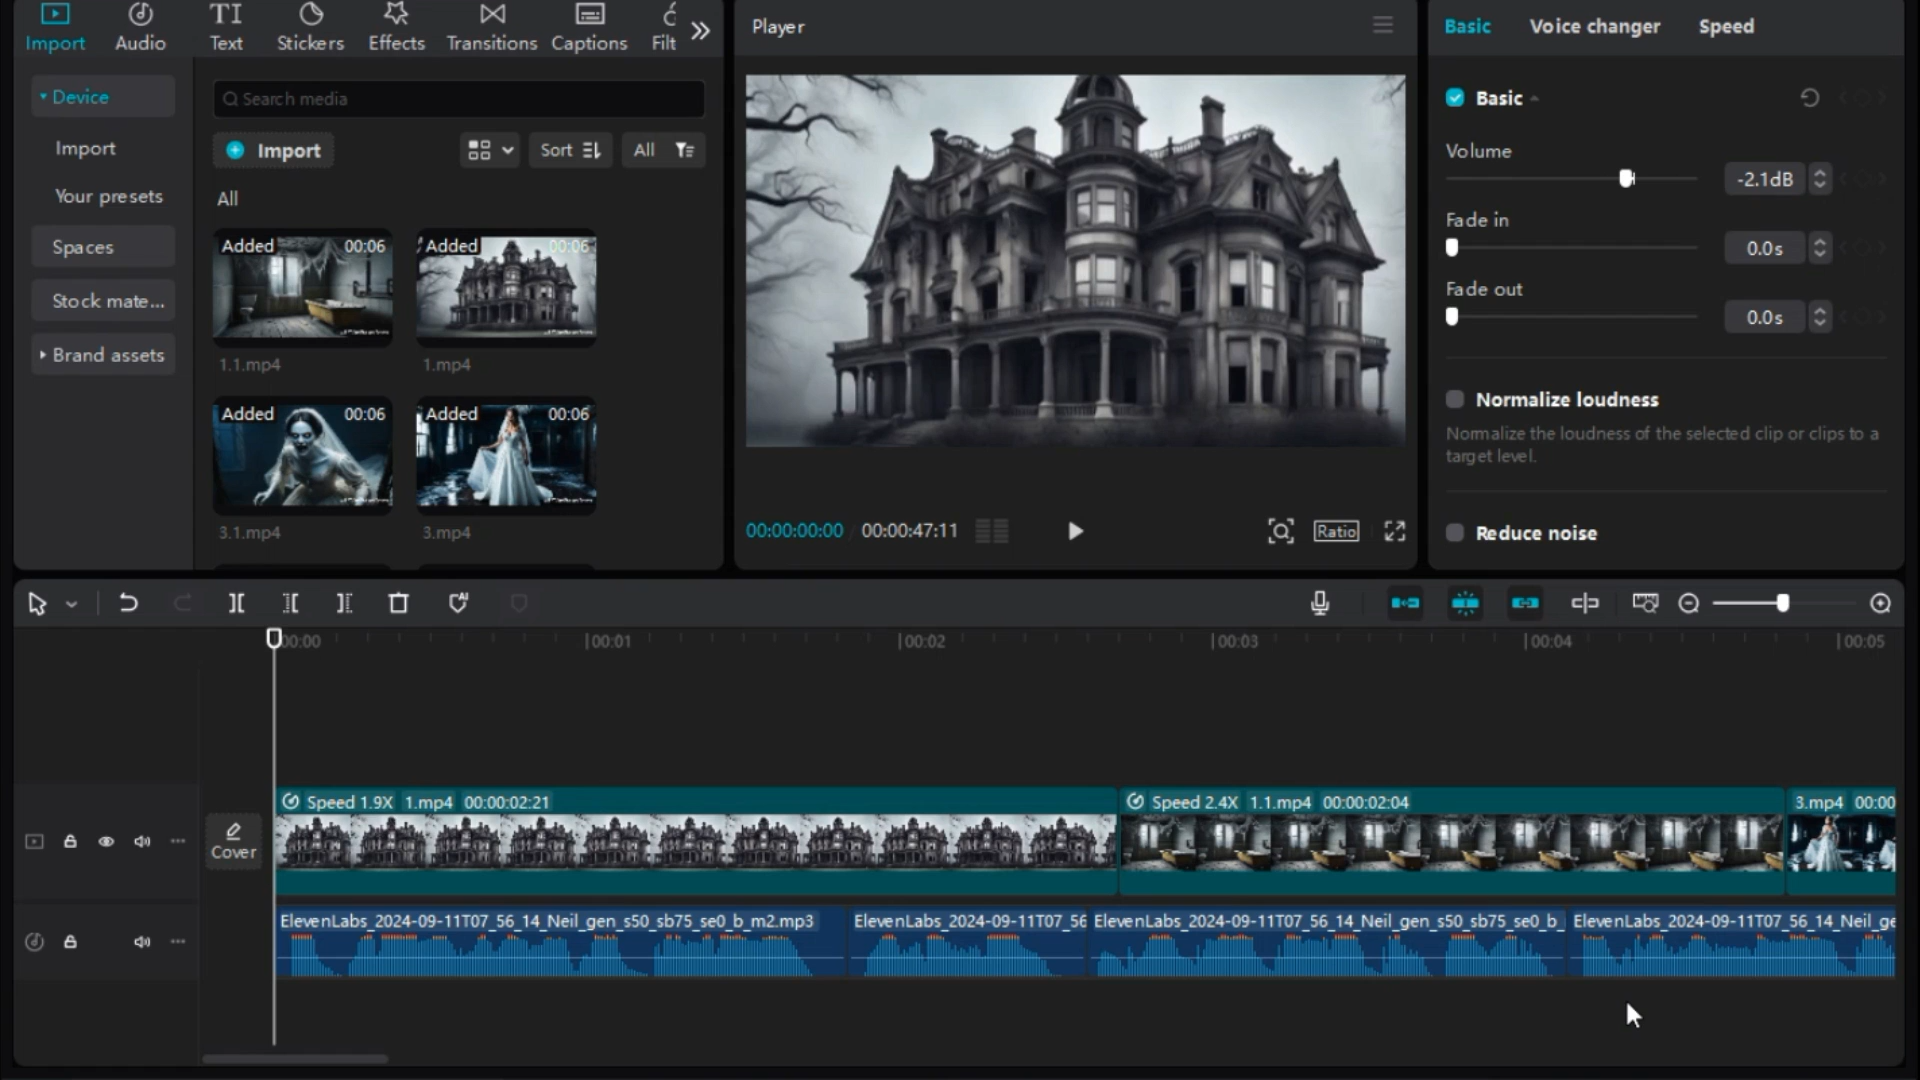 Import
Audio
Text
Stickers
Effects
Transitions
Captions
Filt
Device
Import
Your presets
Spaces
Stock mate...
Brand assets
Search media
Import
Sort
All
All
Added 00:06
1.1.mp4
Added 00:06
1.mp4
Added 00:06
3.1.mp4
Added 00:06
3.mp4
Player
00:00:00:00 00:00:47:11
Ratio
Basic
Voice changer
Speed
Basic
Volume
-2.1dB
Fade in
0.0s
Fade out
0.0s
Normalize loudness
Normalize the loudness of the selected clip or clips to a
target level.
Reduce noise
00:00
00:01
00:02
00:03
00:04
00:05
Cover
Speed 1.9X 1.mp4 00:00:02:21
Speed 2.4X 1.1.mp4 00:00:02:04
3.mp4 00:00
ElevenLabs_2024-09-11T07_56_14_Neil_gen_s50_sb75_se0_b_m2.mp3
ElevenLabs_2024-09-11T07_56
ElevenLabs_2024-09-11T07_56_14_Neil_gen_s50_sb75_se0_b_
ElevenLabs_2024-09-11T07_56_14_Neil_ge